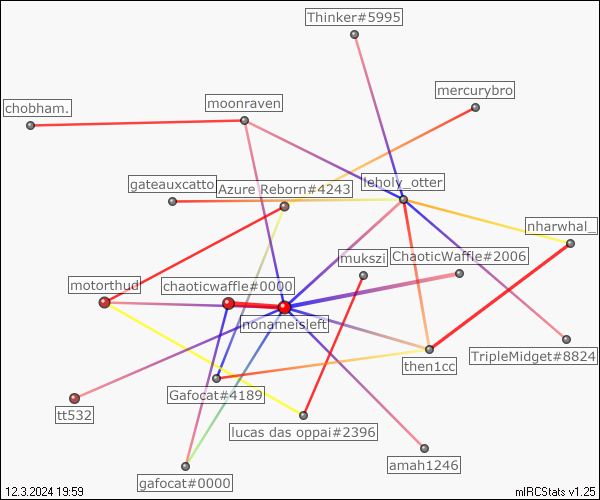 Thinker#5995
mercurybro
chobham.
moonraven
leholy_otter
gateauxcatto
Azure Reborn#4243
nharwhal_
mukszi
ChaoticWaffle#2006
motorthud
chaoticwaffle#0000
nonameisleft
TripleMidget#8824
then1cc
Gafocat#4189
tt532
lucas das oppai#2396
amah1246
gafocat#0000
12.3.2024 19:59
mIRCStats v1.25